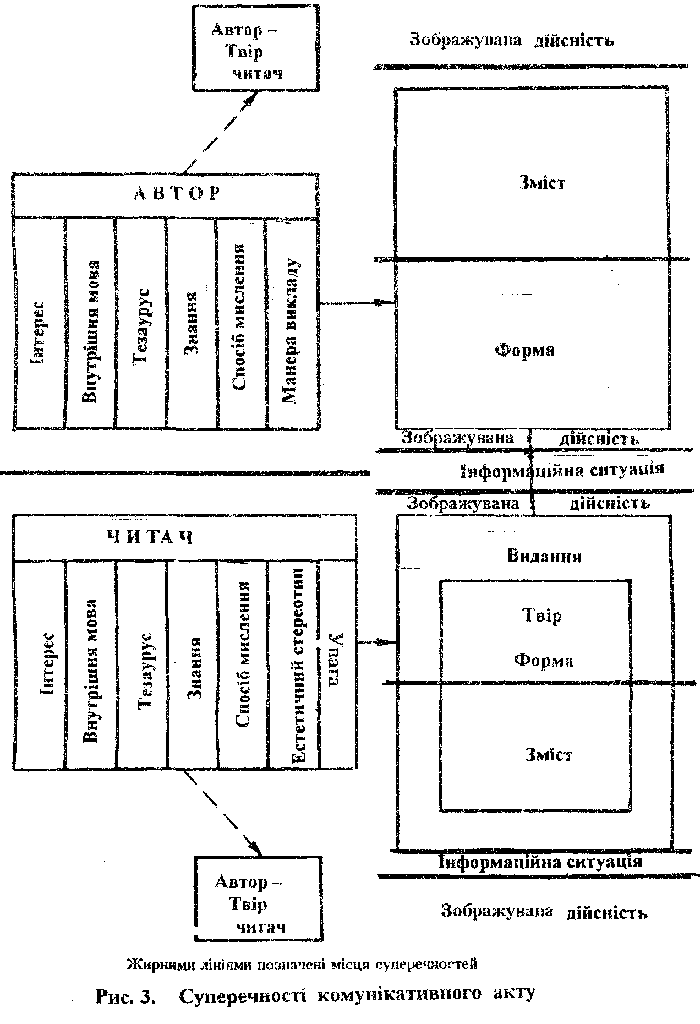 Автор –
Твір
читач
Зображувана дійсність
Зміст
АВТОР
Інтерес
Внутрішня мова
Тезаурус
Знання
Спосіб мислення
Манера викладу
Форма
Зображувана дійсність
Інформаційна ситуація
Зображувана дійсність
ЧИТАЧ
Інтерес
Внутрішня мова
Тезаурус
Знання
Спосіб мислення
Естетичний стереотип
Увага
Видання
Твір
Форма
Зміст
Інформаційна ситуація
Автор –
Твір
читач
Зображувана дійсність
Жирними лініями позначені місця суперечностей
Рис. 3. Суперечності комунікативного акту